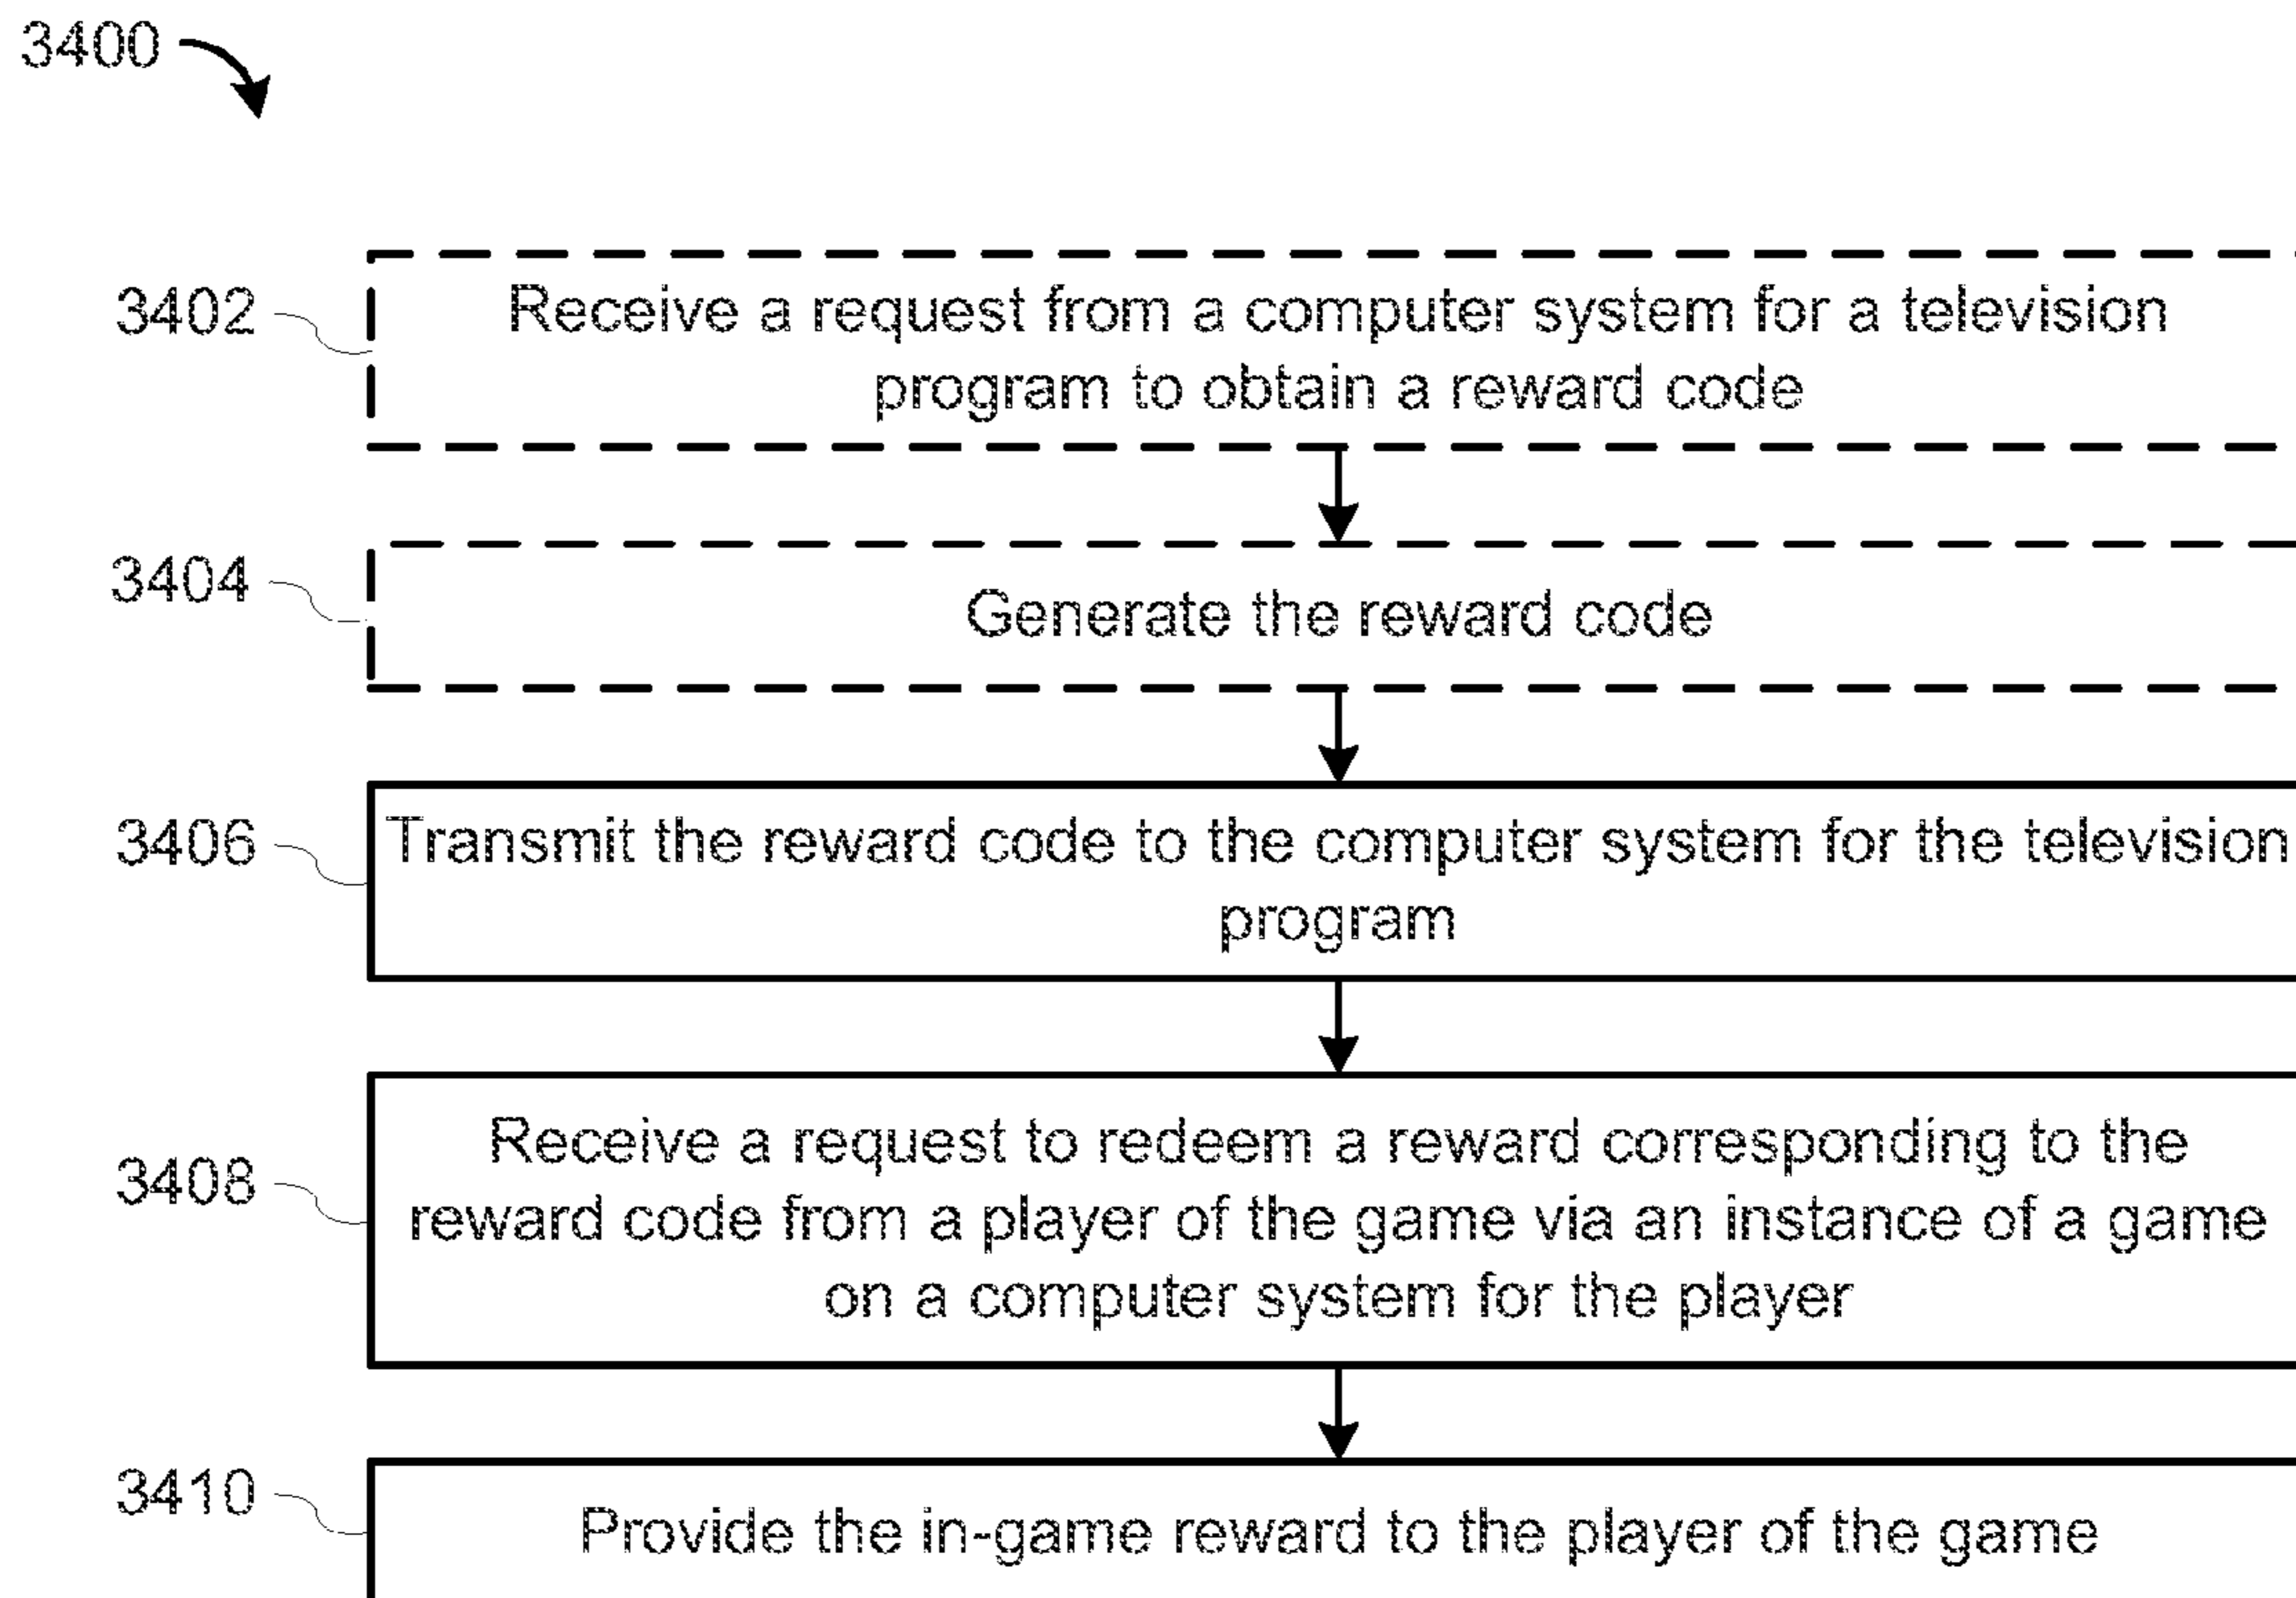 3400
3402
Receive a request from a computer system for a television
program to obtain a reward code
3404
Generate the reward code
3406
Transmit the reward code to the computer system for the television
program
3408
Receive a request to redeem a reward corresponding to the
reward code from a player of the game via an instance of a game
on a computer system for the player
3410
Provide the in-game reward to the player of the game